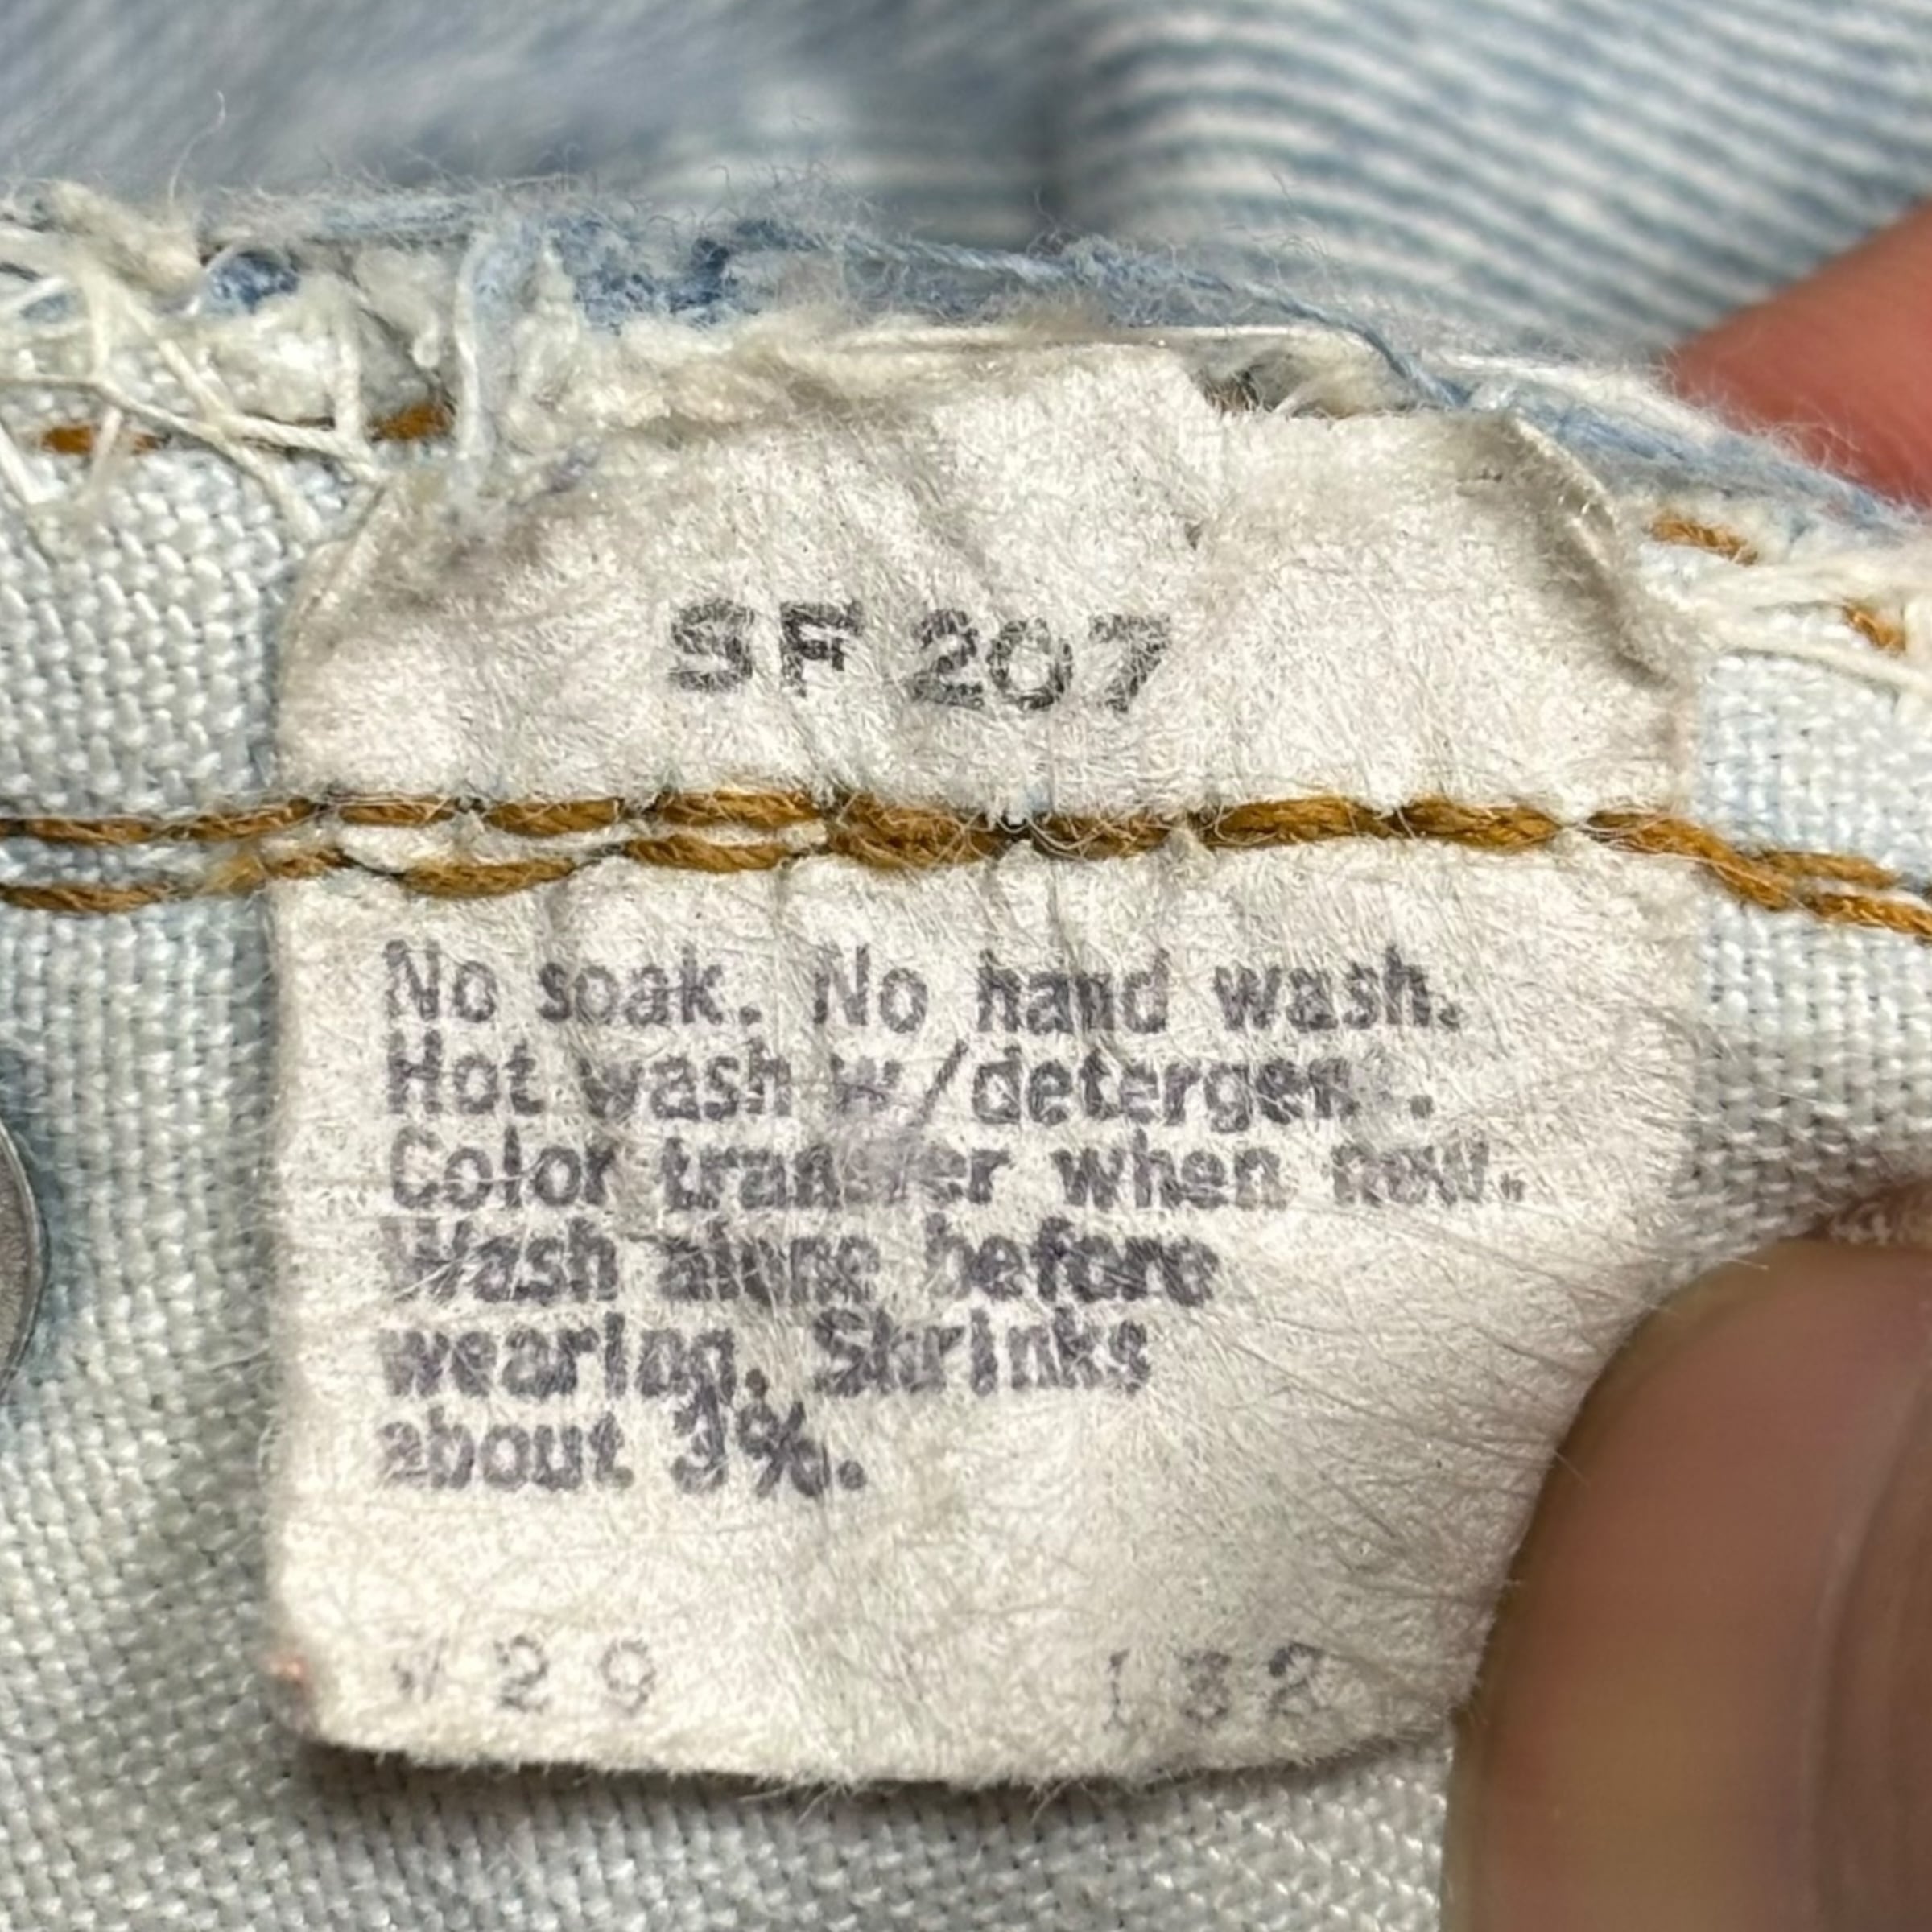 SF 207
No soak. No hand wash.
Hot wash w/detergent.
Color transfer when new.
Wash alone before
wearing. Shrinks
about 3%.
W 29 L32